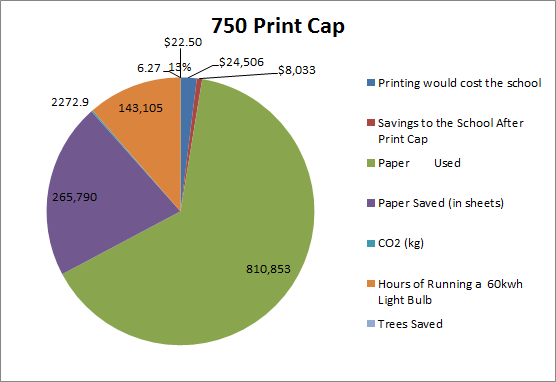 750 Print Cap
$22.50
6.27
13%
$24,506
$8,033
2272.9
143,105
265,790
810,853
Printing would cost the school
Savings to the School After
Print Cap
Paper Used
Paper Saved (in sheets)
CO2 (kg)
Hours of Running a 60kwh
Light Bulb
Trees Saved